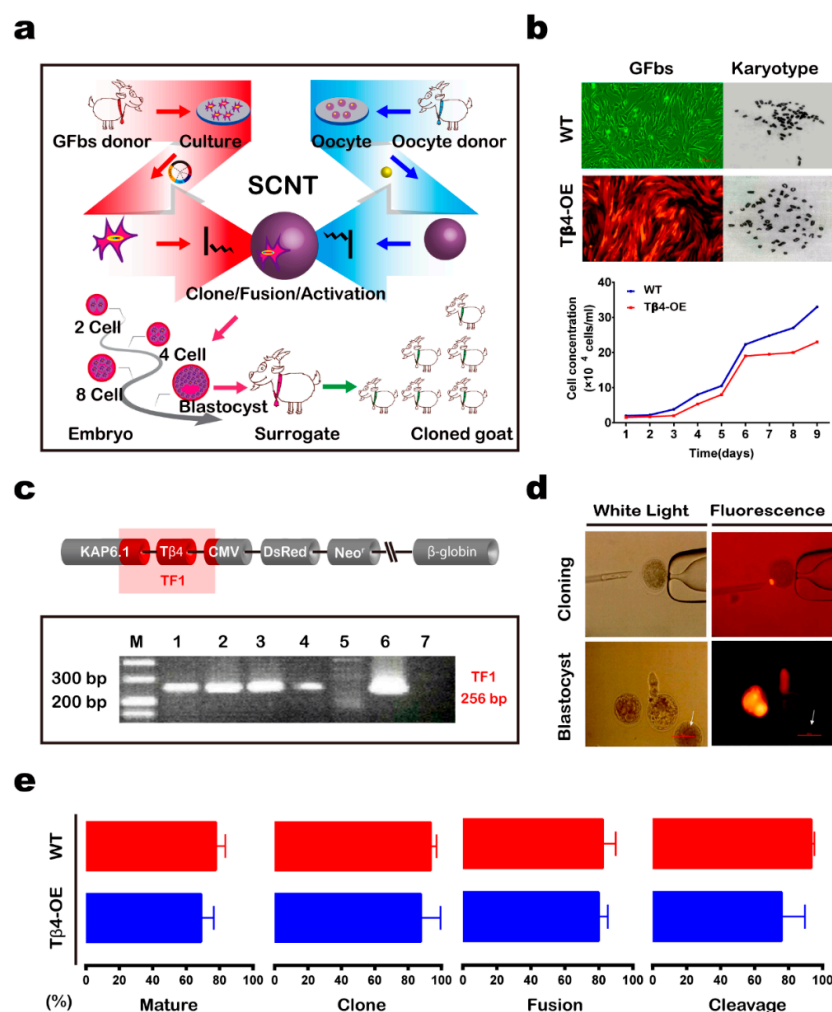 a
GFbs donor Culture Oocyte Oocyte donor
SCNT
Clone/Fusion/Activation
2 Cell
4 Cell
8 Cell
Blastocyst
Embryo Surrogate Cloned goat
b
GFbs Karyotype
WT
Tβ4-OE
WT
Tβ4-OE
Cell concentration
(×10 4 cells/ml)
40
30
20
10
0
1 2 3 4 5 6 7 8 9
Time(days)
c
KAP6.1 Tβ4 CMV DsRed Neoʳ β-globin
TF1
M 1 2 3 4 5 6 7
300 bp
200 bp
TF1
256 bp
d
White Light Fluorescence
Cloning
Blastocyst
e
WT
Tβ4-OE
0 20 40 60 80 100 0 20 40 60 80 100 0 20 40 60 80 100 0 20 40 60 80 100
(%) Mature Clone Fusion Cleavage